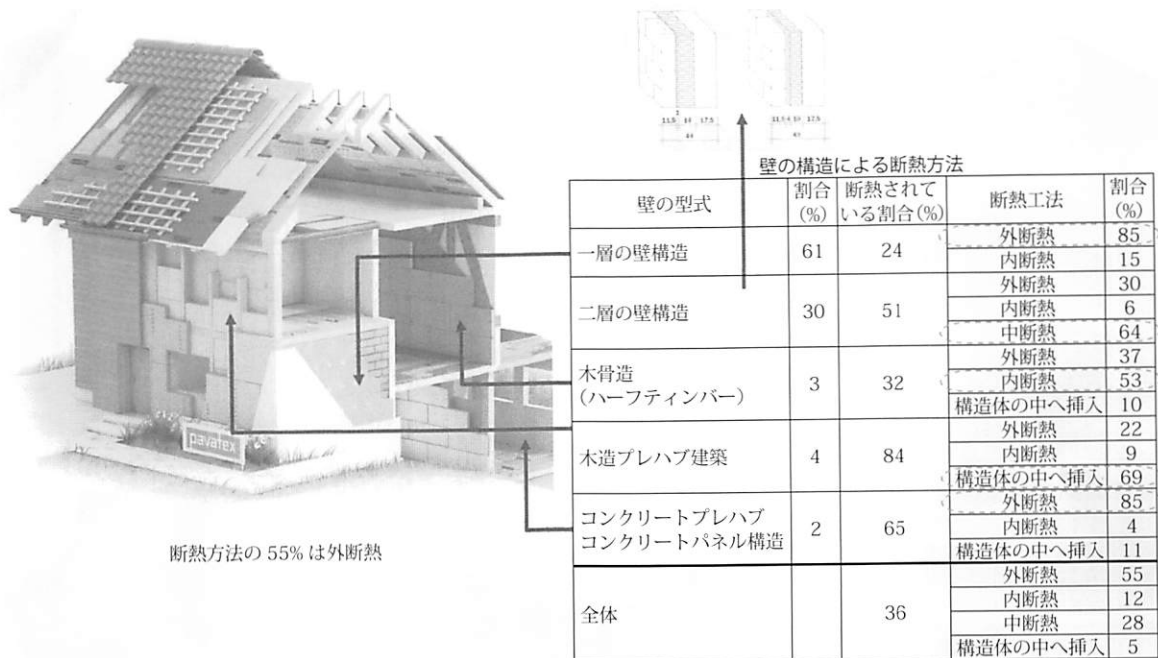 11,5 14 17,5
44
17,5
壁の構造による断熱方法
壁の型式 割合(%) 断熱されている割合(%) 断熱工法 割合(%)
一層の壁構造 61 24 外断熱 85
内断熱 15
二層の壁構造 30 51 外断熱 30
内断熱 6
中断熱 64
木骨造(ハーフティンバー) 3 32 外断熱 37
内断熱 53
構造体の中へ挿入 10
木造プレハブ建築 4 84 外断熱 22
内断熱 9
構造体の中へ挿入 69
コンクリートプレハブ
コンクリートパネル構造 2 65 外断熱 85
内断熱 4
構造体の中へ挿入 11
全体 36 外断熱 55
内断熱 12
中断熱 28
構造体の中へ挿入 5
pavatex
断熱方法の 55% は外断熱